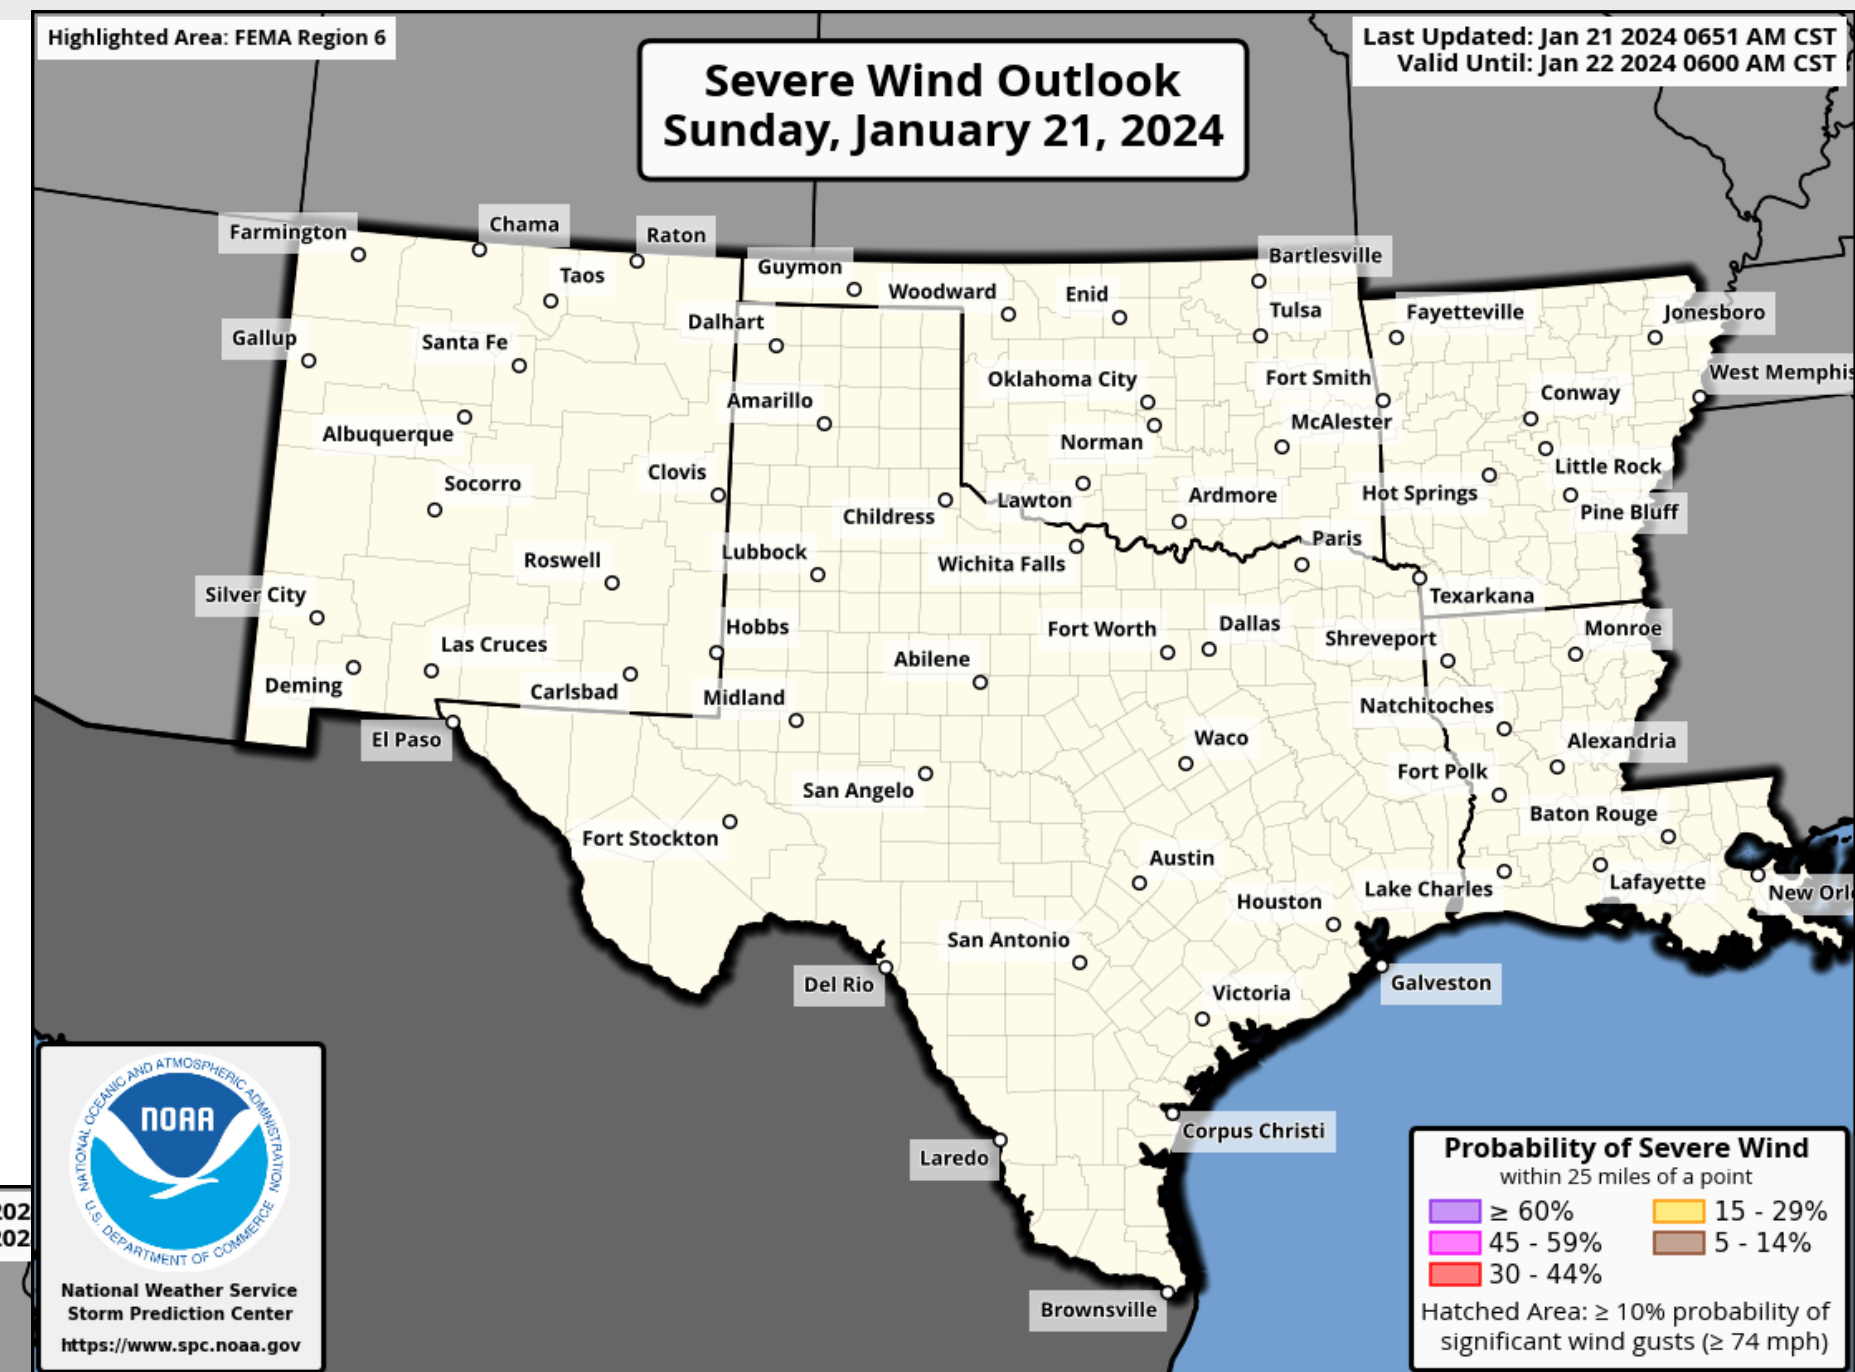 Highlighted Area: FEMA Region 6
Severe Wind Outlook
Sunday, January 21, 2024
Last Updated: Jan 21 2024 0651 AM CST
Valid Until: Jan 22 2024 0600 AM CST
Farmington
Chama
Raton
Taos
Guymon
Woodward
Enid
Bartlesville
Tulsa
Fayetteville
Jonesboro
Gallup
Santa Fe
Dalhart
Oklahoma City
Fort Smith
West Memphis
Conway
Albuquerque
Amarillo
Norman
McAlester
Little Rock
Socorro
Clovis
Childress
Lawton
Ardmore
Hot Springs
Pine Bluff
Roswell
Lubbock
Wichita Falls
Paris
Texarkana
Silver City
Las Cruces
Hobbs
Fort Worth
Dallas
Shreveport
Monroe
Deming
Carlsbad
Midland
Abilene
Natchitoches
El Paso
Waco
Alexandria
San Angelo
Fort Polk
Fort Stockton
Baton Rouge
Austin
Houston
Lake Charles
Lafayette
New Orl
San Antonio
Del Rio
Victoria
Galveston
Laredo
Corpus Christi
Brownsville
202
202
NATIONAL OCEANIC AND ATMOSPHERIC ADMINISTRATION
NOAA
U.S. DEPARTMENT OF COMMERCE
National Weather Service
Storm Prediction Center
https://www.spc.noaa.gov
Probability of Severe Wind
within 25 miles of a point
≥ 60%
15 - 29%
45 - 59%
5 - 14%
30 - 44%
Hatched Area: ≥ 10% probability of
significant wind gusts (≥ 74 mph)